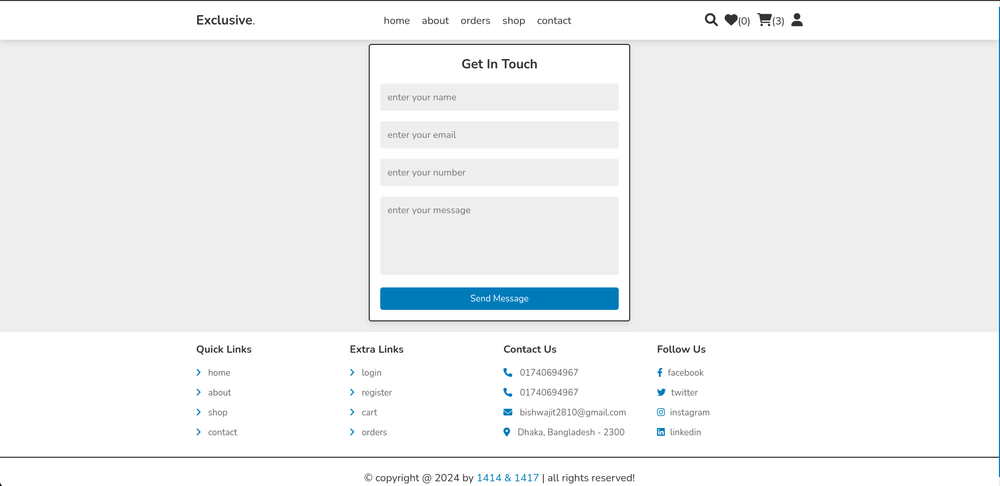 Exclusive.
home about orders shop contact
(0) (3)
Get In Touch
enter your name
enter your email
enter your number
enter your message
Send Message
Quick Links
home
about
shop
contact
Extra Links
login
register
cart
orders
Contact Us
01740694967
01740694967
bishwajit2810@gmail.com
Dhaka, Bangladesh - 2300
Follow Us
facebook
twitter
instagram
linkedin
© copyright @ 2024 by 1414 & 1417 | all rights reserved!